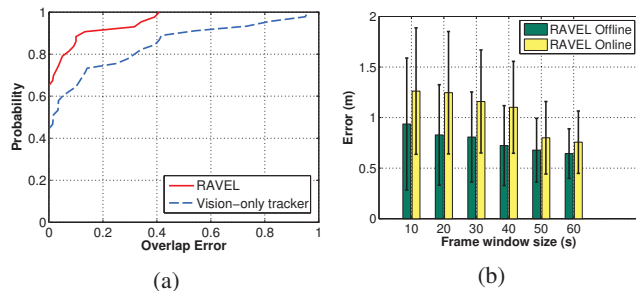 1
0.8
0.6
0.4
0.2
0
Probability
RAVEL
Vision−only tracker
0 0.2 0.4 0.6 0.8 1
Overlap Error
(a)
2
1.5
1
0.5
0
Error (m)
RAVEL Offline
RAVEL Online
10 20 30 40 50 60
Frame window size (s)
(b)